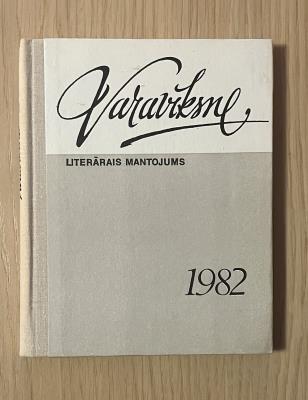 Varavīksne
LITERĀRAIS MANTOJUMS
1982